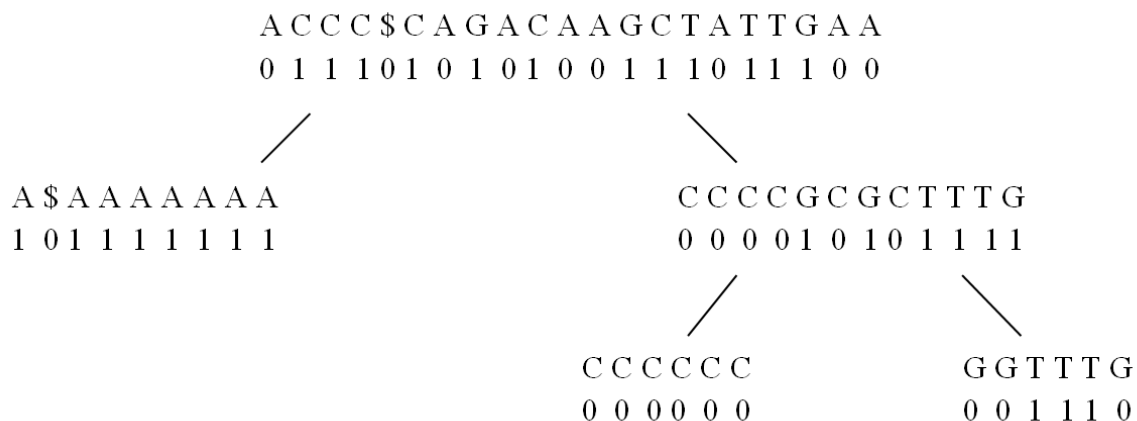 A C C C $ C A G A C A A G C T A T T G A A
0 1 1 1 0 1 0 1 0 1 0 0 1 1 1 0 1 1 1 0 0
A $ A A A A A A A
1 0 1 1 1 1 1 1 1
C C C C G C G C T T T G
0 0 0 0 1 0 1 0 1 1 1 1
C C C C C C
0 0 0 0 0 0
G G T T T G
0 0 1 1 1 0